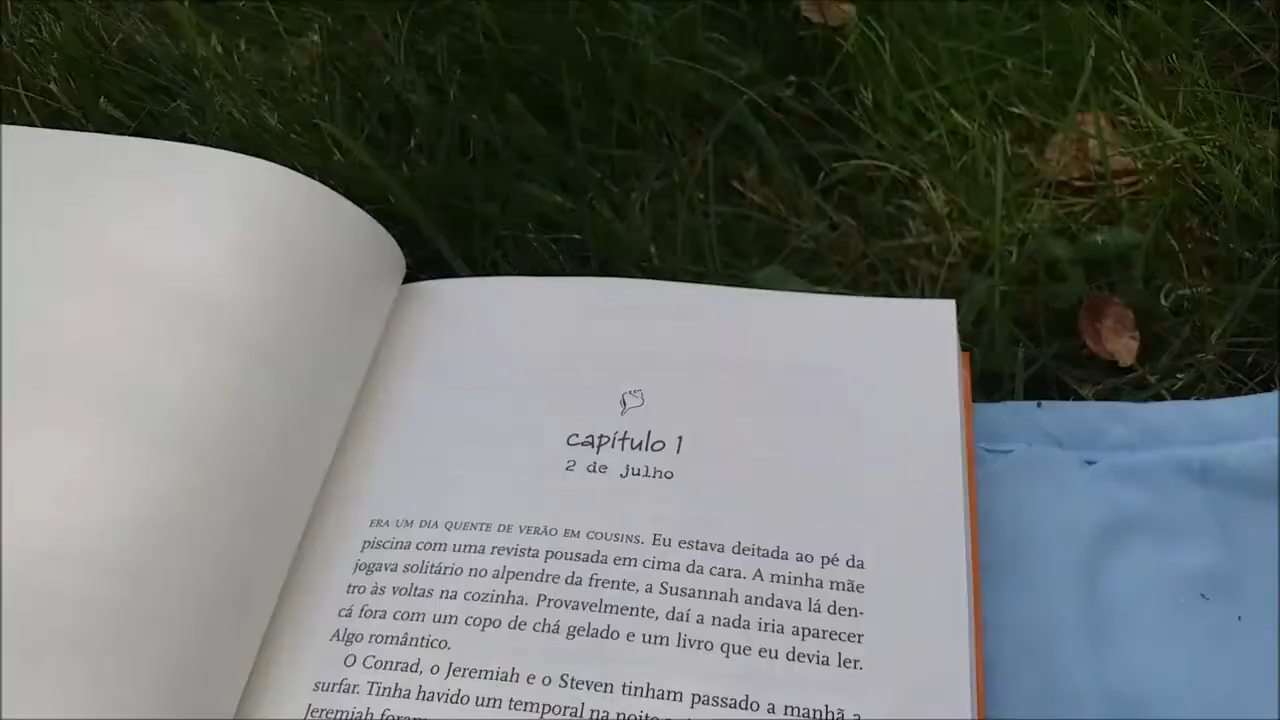 capítulo 1
2 de julho
ERA UM DIA QUENTE DE VERÃO EM COUSINS. Eu estava deitada ao pé da
piscina com uma revista pousada em cima da cara. A minha mãe
jogava solitário no alpendre da frente, a Susannah andava lá den-
tro às voltas na cozinha. Provavelmente, daí a nada iria aparecer
cá fora com um copo de chá gelado e um livro que eu devia ler.
Algo romântico.
O Conrad, o Jeremiah e o Steven tinham passado a manhã a
surfar. Tinha havido um temporal na noite
Jeremiah foram